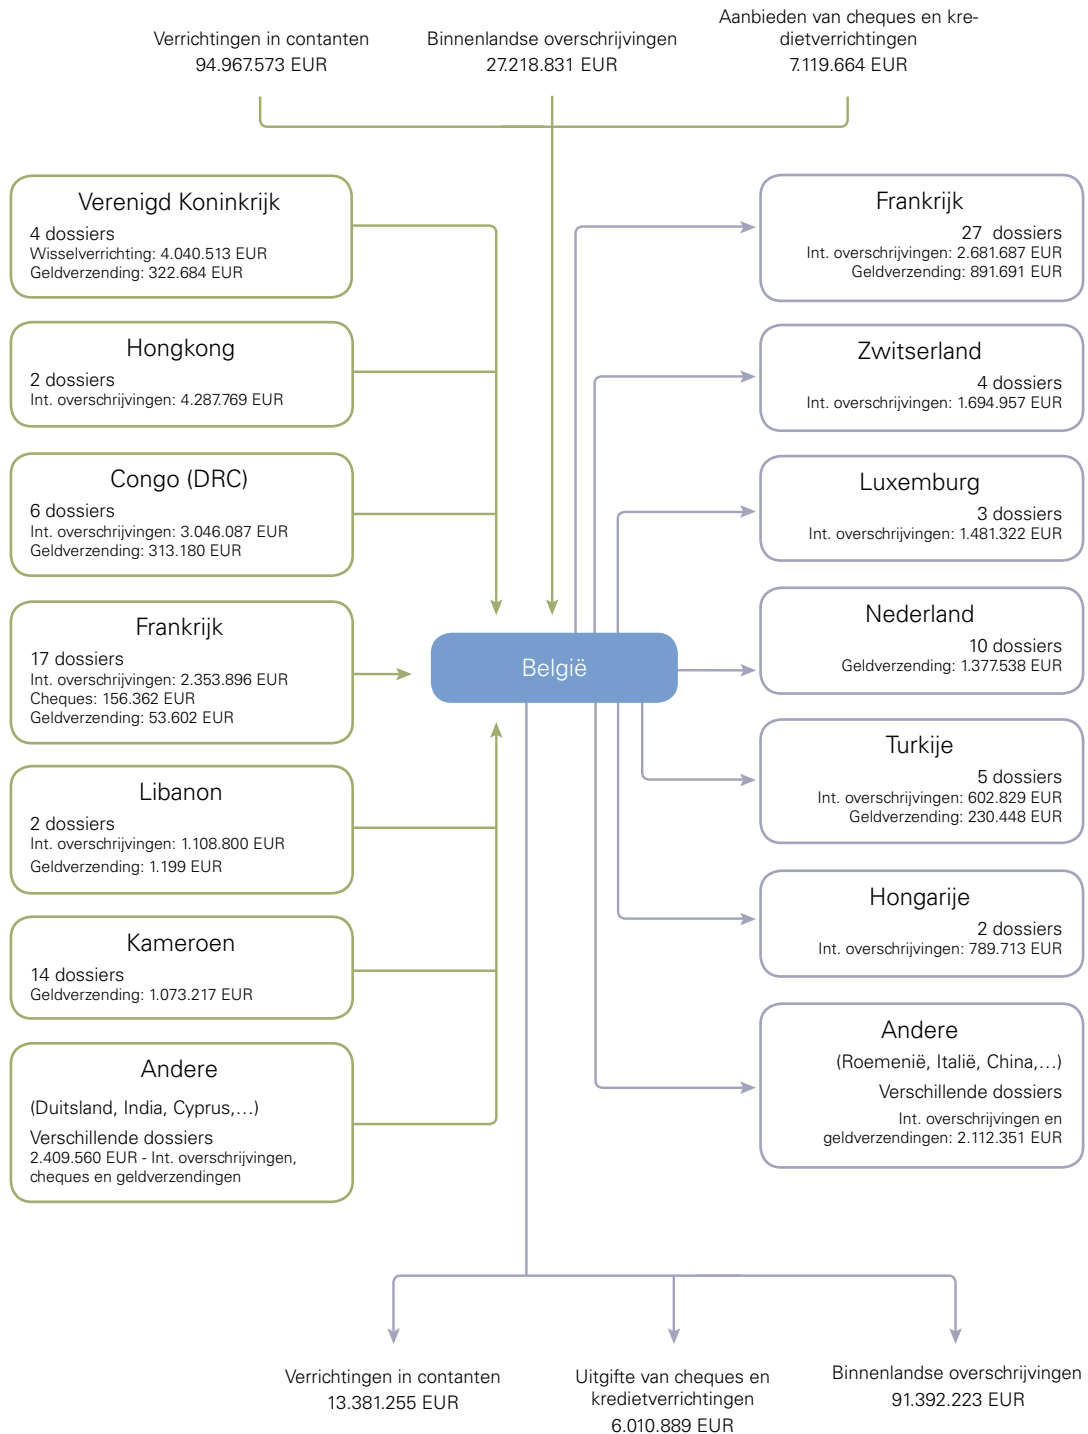 Verrichtingen in contanten
94.967.573 EUR
Binnenlandse overschrijvingen
27.218.831 EUR
Aanbieden van cheques en kre-
dietverrichtingen
7.119.664 EUR
Verenigd Koninkrijk
4 dossiers
Wisselverrichting: 4.040.513 EUR
Geldverzending: 322.684 EUR
Hongkong
2 dossiers
Int. overschrijvingen: 4.287.769 EUR
Congo (DRC)
6 dossiers
Int. overschrijvingen: 3.046.087 EUR
Geldverzending: 313.180 EUR
Frankrijk
17 dossiers
Int. overschrijvingen: 2.353.896 EUR
Cheques: 156.362 EUR
Geldverzending: 53.602 EUR
Libanon
2 dossiers
Int. overschrijvingen: 1.108.800 EUR
Geldverzending: 1.199 EUR
Kameroen
14 dossiers
Geldverzending: 1.073.217 EUR
Andere
(Duitsland, India, Cyprus,…)
Verschillende dossiers
2.409.560 EUR - Int. overschrijvingen,
cheques en geldverzendingen
België
Frankrijk
27 dossiers
Int. overschrijvingen: 2.681.687 EUR
Geldverzending: 891.691 EUR
Zwitserland
4 dossiers
Int. overschrijvingen: 1.694.957 EUR
Luxemburg
3 dossiers
Int. overschrijvingen: 1.481.322 EUR
Nederland
10 dossiers
Geldverzending: 1.377.538 EUR
Turkije
5 dossiers
Int. overschrijvingen: 602.829 EUR
Geldverzending: 230.448 EUR
Hongarije
2 dossiers
Int. overschrijvingen: 789.713 EUR
Andere
(Roemenië, Italië, China,…)
Verschillende dossiers
Int. overschrijvingen en
geldverzendingen: 2.112.351 EUR
Verrichtingen in contanten
13.381.255 EUR
Uitgifte van cheques en
kredietverrichtingen
6.010.889 EUR
Binnenlandse overschrijvingen
91.392.223 EUR